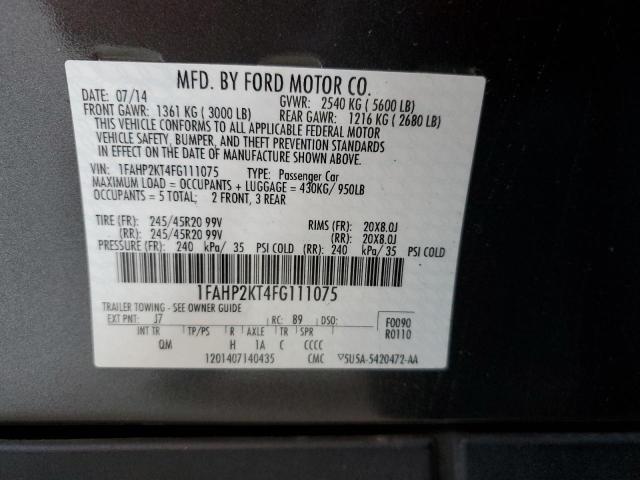 MFD. BY FORD MOTOR CO.
DATE: 07/14 GVWR: 2540 KG ( 5600 LB)
FRONT GAWR: 1361 KG ( 3000 LB) REAR GAWR: 1216 KG ( 2680 LB)
THIS VEHICLE CONFORMS TO ALL APPLICABLE FEDERAL MOTOR
VEHICLE SAFETY, BUMPER, AND THEFT PREVENTION STANDARDS
IN EFFECT ON THE DATE OF MANUFACTURE SHOWN ABOVE.
VIN: 1FAHP2KT4FG111075 TYPE: Passenger Car
MAXIMUM LOAD = OCCUPANTS + LUGGAGE = 430KG/ 950LB
OCCUPANTS: 5 TOTAL; 2 FRONT, 3 REAR
TIRE (FR): 245/45R20 99V RIMS (FR): 20X8.0J
(RR): 245/45R20 99V (RR): 20X8.0J
PRESSURE (FR): 240 kPa/ 35 PSI COLD (RR): 240 kPa/ 35 PSI COLD
1FAHP2KT4FG111075
TRAILER TOWING - SEE OWNER GUIDE
EXT PNT: J7 RC: 89 DSO: F0090
INT TR TP/PS R AXLE TR SPR R0110
QM H 1A C CCCC
1201407140435 CMC 5U5A-5420472-AA